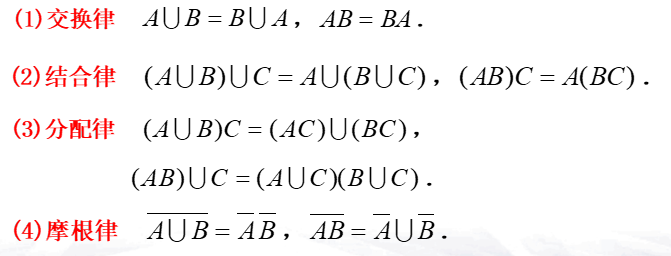 (1) 交换律 A⋃B = B⋃A，AB = BA．
(2) 结合律 (A⋃B)⋃C = A⋃(B⋃C)，(AB)C = A(BC)．
(3) 分配律 (A⋃B)C = (AC)⋃(BC)，
(AB)⋃C = (A⋃C)(B⋃C)．
(4) 摩根律 \overline{A⋃B} = \overline{A} \overline{B}，\overline{AB} = \overline{A}⋃\overline{B}．